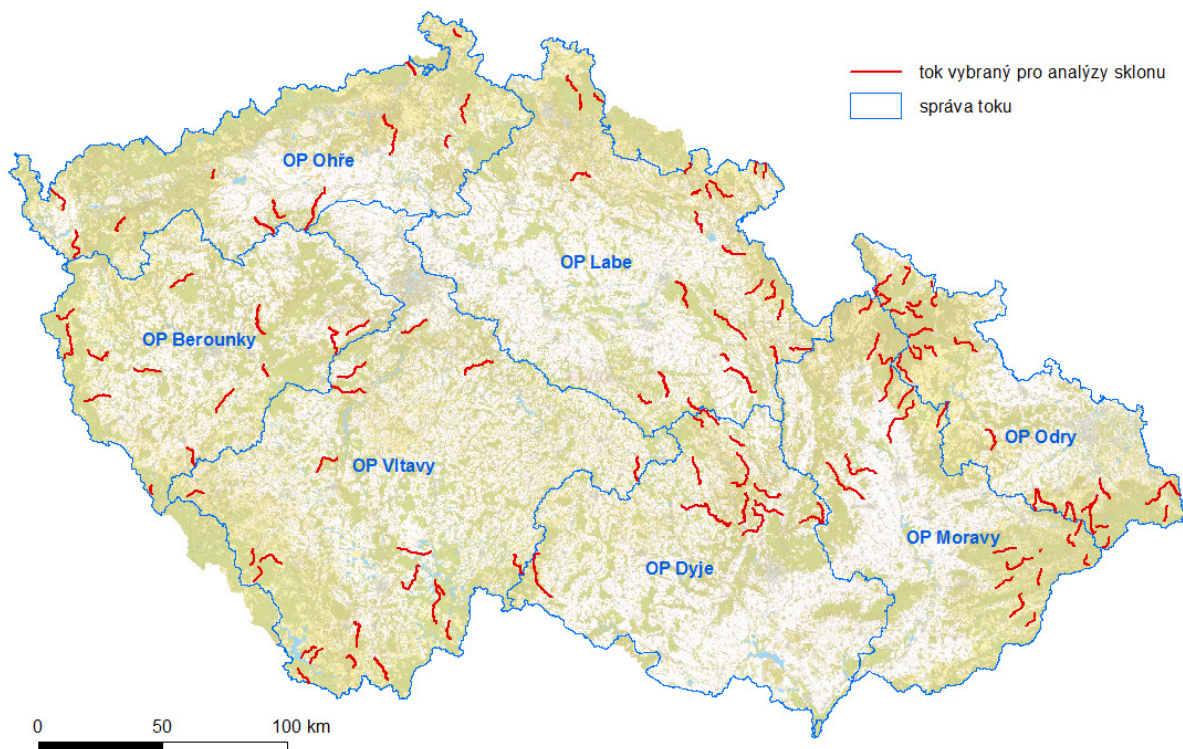 tok vybraný pro analýzy sklonu
správa toku
OP Ohře
OP Labe
OP Berounky
OP Vltavy
OP Odry
OP Moravy
OP Dyje
0 50 100 km